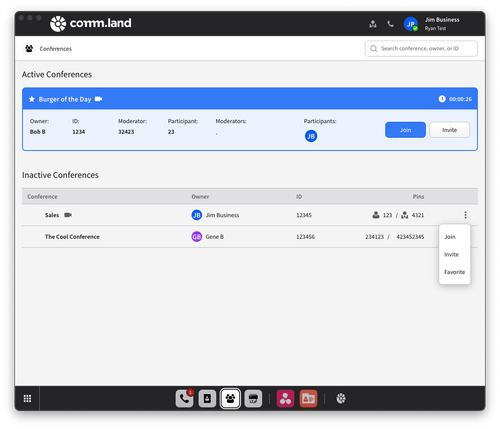 comm.land
JP
Jim Business
Ryan Test
Conferences
Search conference, owner, or ID
Active Conferences
Burger of the Day
00:00:26
Owner: ID: Moderator: Participant: Moderators: Participants:
Bob B 1234 32423 23 -
JB
Join Invite
Inactive Conferences
Conference Owner ID Pins
Sales JB Jim Business 12345 123 / 4321
The Cool Conference GB Gene B 123456 234123 / 423452345
Join
Invite
Favorite
1